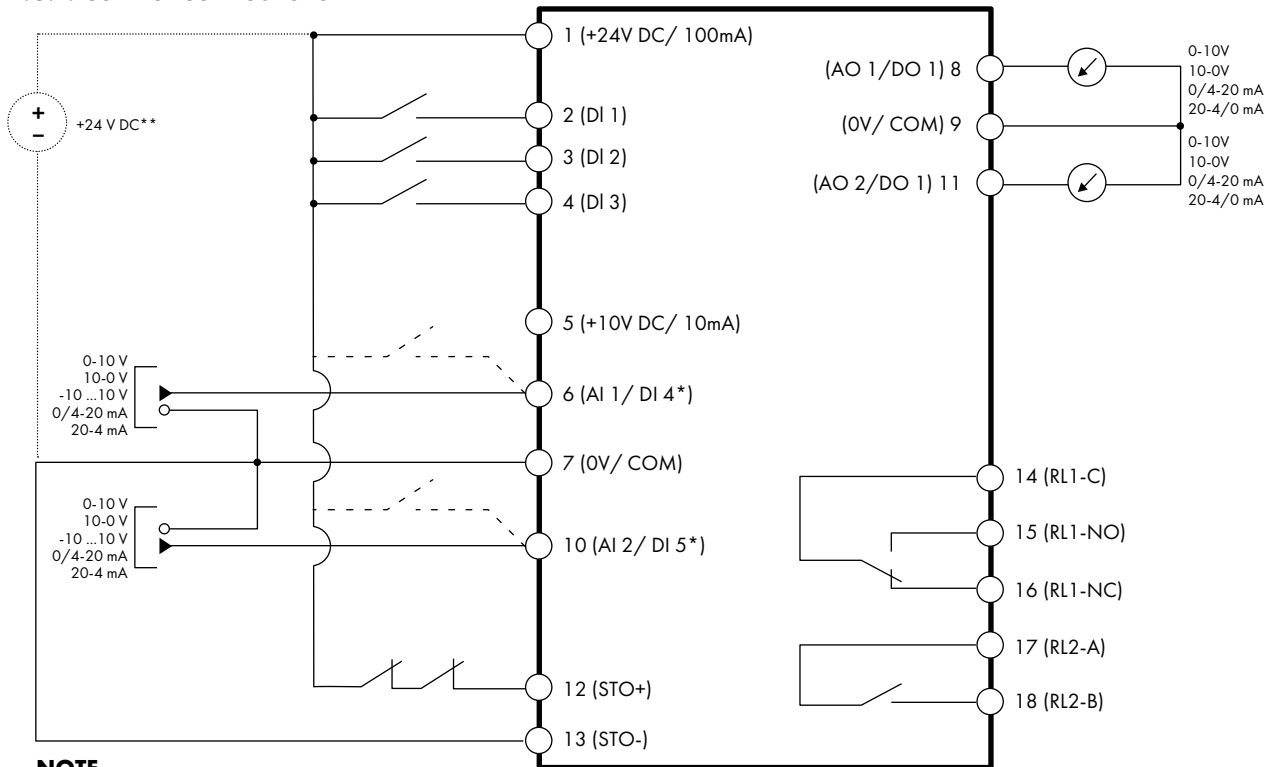 1 (+24V DC/ 100mA)
+
−
+24 V DC**
2 (DI 1)
3 (DI 2)
4 (DI 3)
5 (+10V DC/ 10mA)
0-10 V
10-0 V
-10 ...10 V
0/4-20 mA
20-4 mA
6 (AI 1/ DI 4*)
7 (0V/ COM)
0-10 V
10-0 V
-10 ...10 V
0/4-20 mA
20-4 mA
10 (AI 2/ DI 5*)
12 (STO+)
13 (STO-)
(AO 1/DO 1) 8
(0V/ COM) 9
(AO 2/DO 1) 11
0-10V
10-0V
0/4-20 mA
20-4/0 mA
0-10V
10-0V
0/4-20 mA
20-4/0 mA
14 (RL1-C)
15 (RL1-NO)
16 (RL1-NC)
17 (RL2-A)
18 (RL2-B)
NOTE